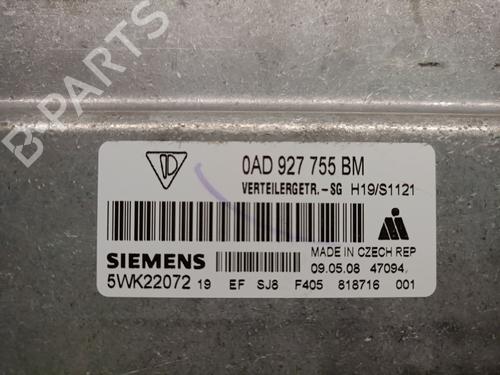 B-PARTS
0AD 927 755 BM
VERTEILERGETR.-SG H19/S1121
MADE IN CZECH REP
SIEMENS
09.05.08 47094
5WK22072 19 EF SJ8 F405 818716 001